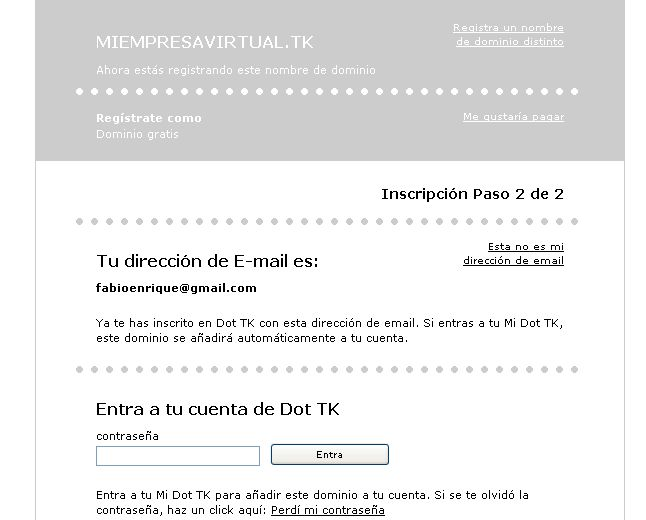 MIEMPRESAVIRTUAL.TK
Registra un nombre
de dominio distinto
Ahora estás registrando este nombre de dominio
Regístrate como
Dominio gratis
Me gustaría pagar
Inscripción Paso 2 de 2
Tu dirección de E-mail es:
Esta no es mi
dirección de email
fabioenrique@gmail.com
Ya te has inscrito en Dot TK con esta dirección de email. Si entras a tu Mi Dot TK,
este dominio se añadirá automáticamente a tu cuenta.
Entra a tu cuenta de Dot TK
contraseña
Entra
Entra a tu Mi Dot TK para añadir este dominio a tu cuenta. Si se te olvidó la
contraseña, haz un click aquí: Perdí mi contraseña